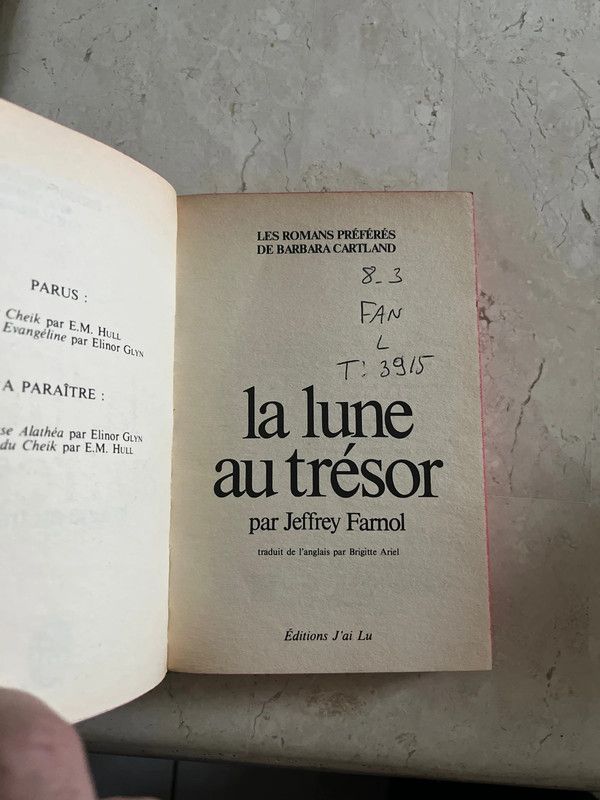 PARUS :
Cheik par E.M. HULL
Evangéline par Elinor GLYN
A PARAÎTRE :
se Alathéa par Elinor GLYN
du Cheik par E.M. HULL
LES ROMANS PRÉFÉRÉS
DE BARBARA CARTLAND
8_3
FAN
L
T: 3915
la lune
au trésor
par Jeffrey Farnol
traduit de l'anglais par Brigitte Ariel
Éditions J'ai Lu